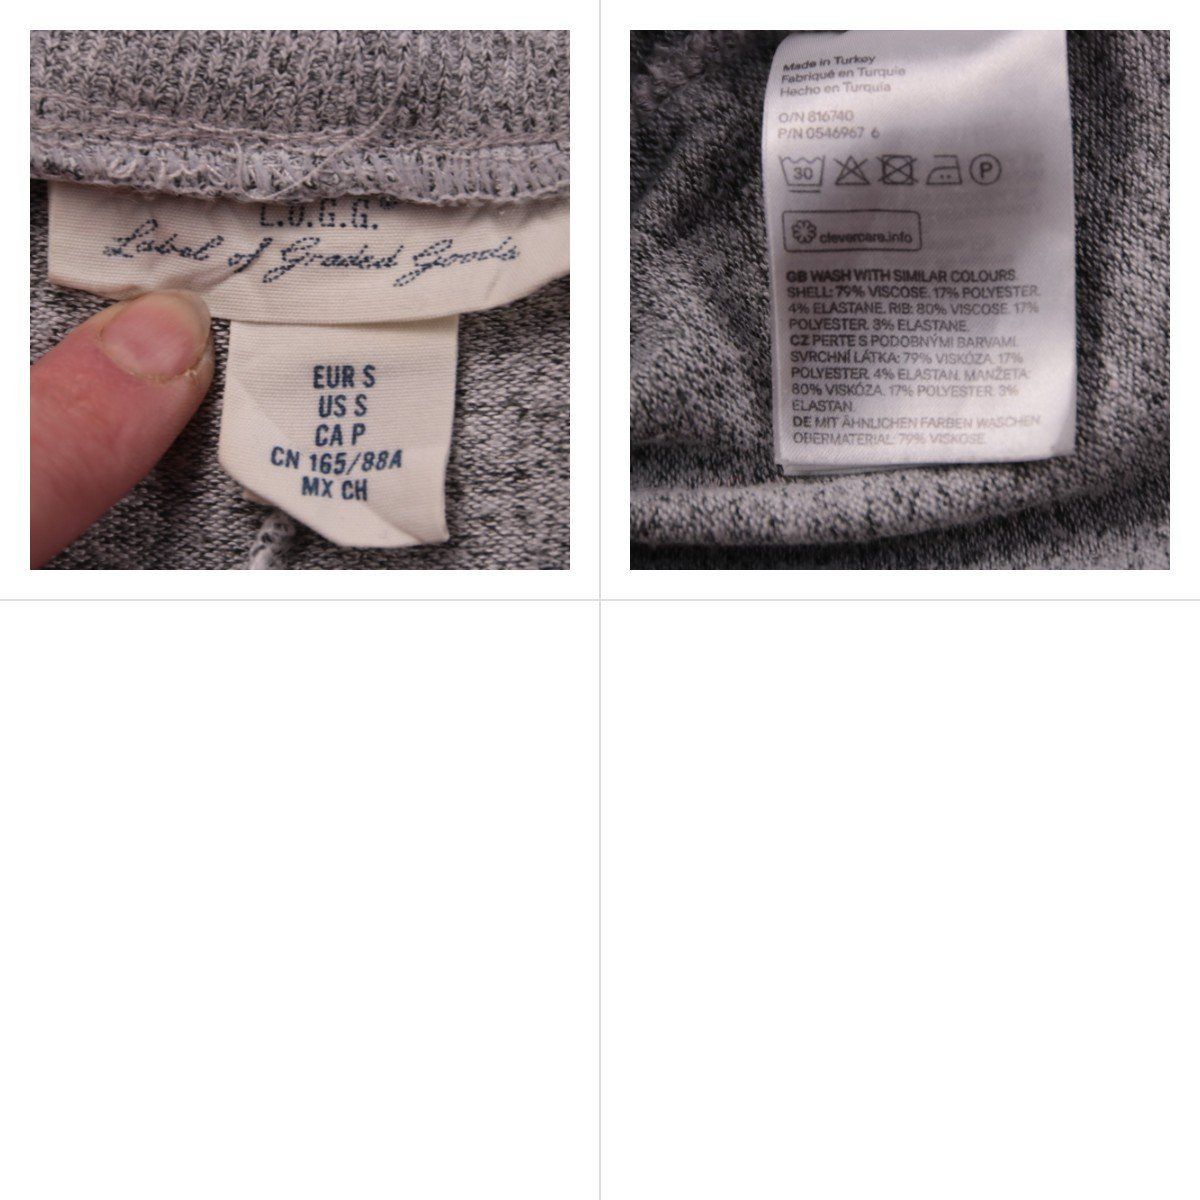 L.O.G.G.
Label of Graded Goods
EUR S
US S
CA P
CN 165/88A
MX CH
Made in Turkey
Fabriqué en Turquie
Hecho en Turquía
O/N 816740
P/N 0546967 6
30
P
clevercare.info
GB WASH WITH SIMILAR COLOURS.
SHELL: 79% VISCOSE. 17% POLYESTER.
4% ELASTANE. RIB: 80% VISCOSE. 17%
POLYESTER. 3% ELASTANE.
CZ PERTE S PODOBNÝMI BARVAMI.
SVRCHNÍ LÁTKA: 79% VISKÓZA. 17%
POLYESTER. 4% ELASTAN. MANŽETA:
80% VISKÓZA. 17% POLYESTER. 3%
ELASTAN.
DE MIT ÄHNLICHEN FARBEN WASCHEN.
OBERMATERIAL: 79% VISKOSE.